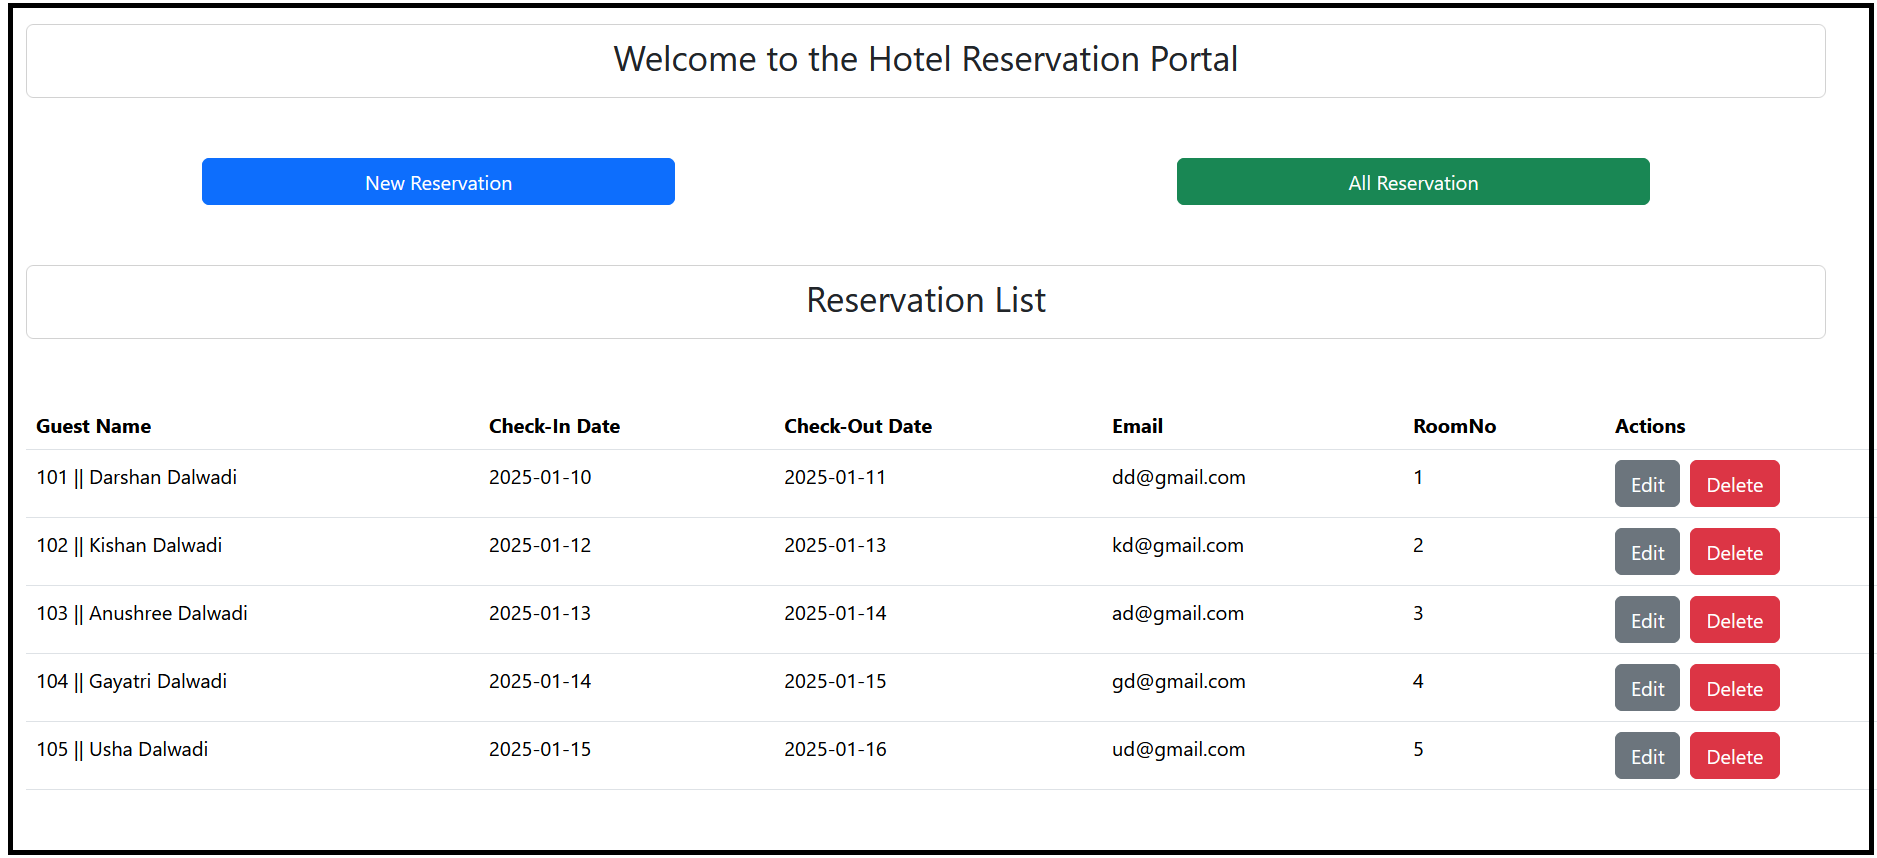 Welcome to the Hotel Reservation Portal
New Reservation All Reservation
Reservation List
Guest Name Check-In Date Check-Out Date Email RoomNo Actions
101 || Darshan Dalwadi 2025-01-10 2025-01-11 dd@gmail.com 1 Edit Delete
102 || Kishan Dalwadi 2025-01-12 2025-01-13 kd@gmail.com 2 Edit Delete
103 || Anushree Dalwadi 2025-01-13 2025-01-14 ad@gmail.com 3 Edit Delete
104 || Gayatri Dalwadi 2025-01-14 2025-01-15 gd@gmail.com 4 Edit Delete
105 || Usha Dalwadi 2025-01-15 2025-01-16 ud@gmail.com 5 Edit Delete